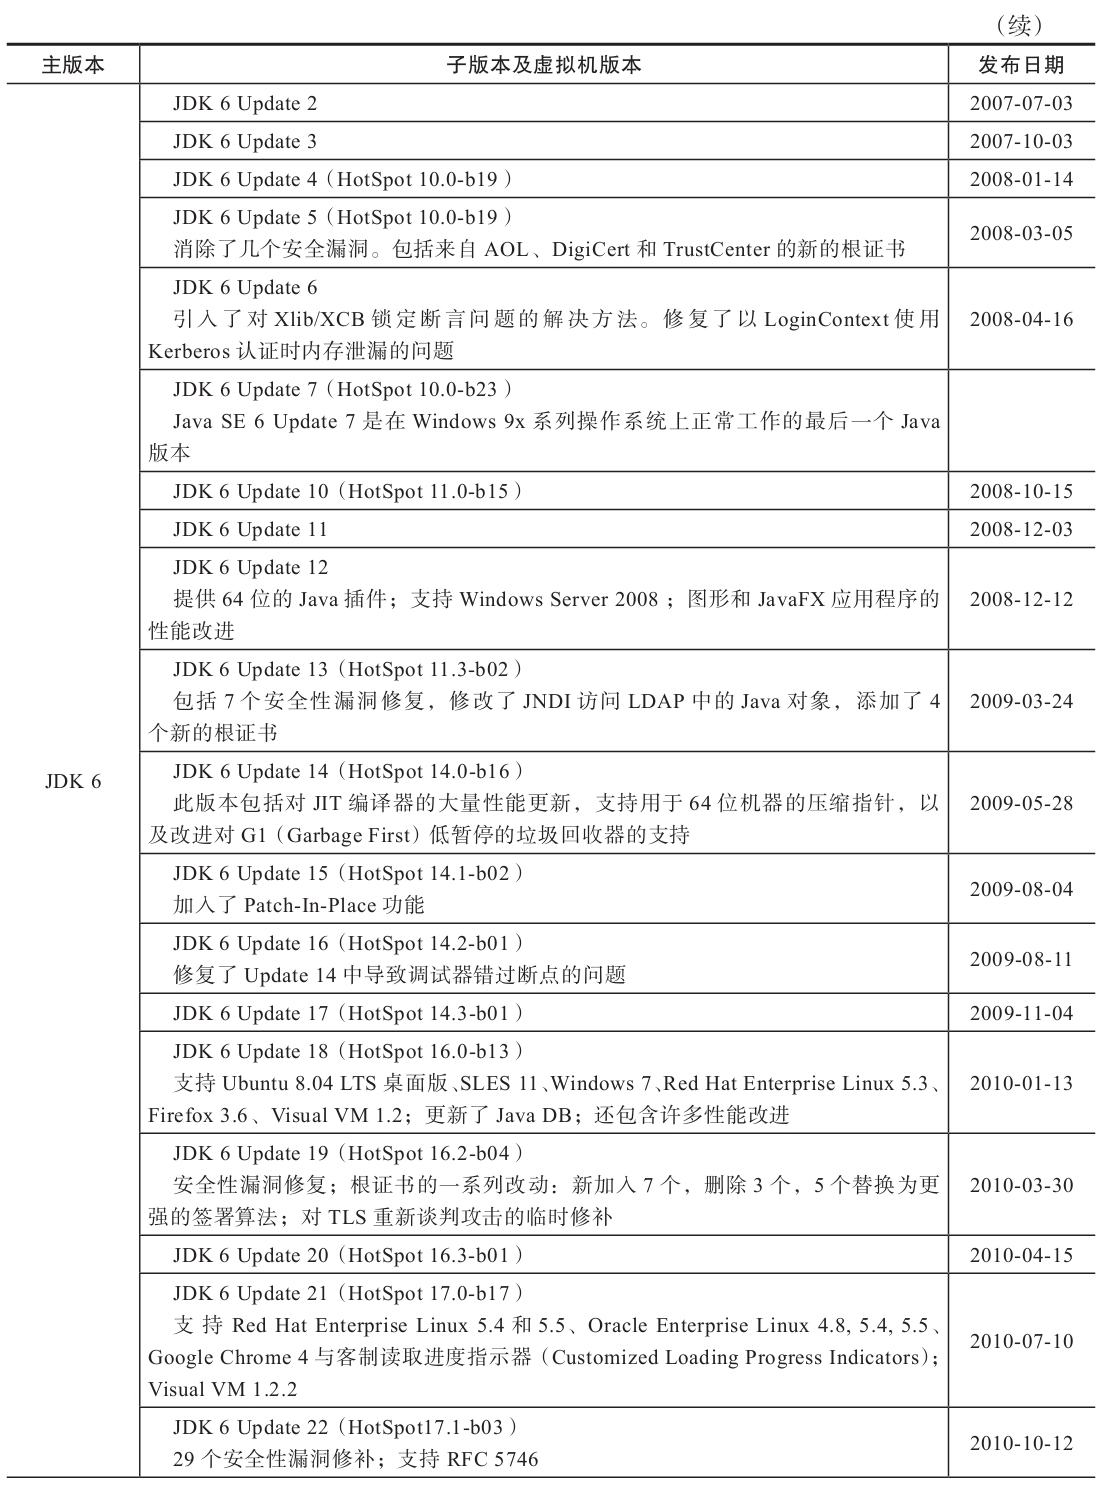 （续）
主版本 子版本及虚拟机版本 发布日期
JDK 6 Update 2 2007-07-03
JDK 6 Update 3 2007-10-03
JDK 6 Update 4（HotSpot 10.0-b19） 2008-01-14
JDK 6 Update 5（HotSpot 10.0-b19）
消除了几个安全漏洞。包括来自 AOL、DigiCert 和 TrustCenter 的新的根证书
2008-03-05
JDK 6 Update 6
引入了对 Xlib/XCB 锁定断言问题的解决方法。修复了以 LoginContext 使用
Kerberos 认证时内存泄漏的问题
2008-04-16
JDK 6 Update 7（HotSpot 10.0-b23）
Java SE 6 Update 7 是在 Windows 9x 系列操作系统上正常工作的最后一个 Java
版本
JDK 6 Update 10（HotSpot 11.0-b15） 2008-10-15
JDK 6 Update 11 2008-12-03
JDK 6 Update 12
提供 64 位的 Java 插件；支持 Windows Server 2008；图形和 JavaFX 应用程序的
性能改进
2008-12-12
JDK 6 Update 13（HotSpot 11.3-b02）
包括 7 个安全性漏洞修复，修改了 JNDI 访问 LDAP 中的 Java 对象，添加了 4
个新的根证书
2009-03-24
JDK 6
JDK 6 Update 14（HotSpot 14.0-b16）
此版本包括对 JIT 编译器的大量性能更新，支持用于 64 位机器的压缩指针，以
及改进对 G1（Garbage First）低暂停的垃圾回收器的支持
2009-05-28
JDK 6 Update 15（HotSpot 14.1-b02）
加入了 Patch-In-Place 功能
2009-08-04
JDK 6 Update 16（HotSpot 14.2-b01）
修复了 Update 14 中导致调试器错过断点的问题
2009-08-11
JDK 6 Update 17（HotSpot 14.3-b01） 2009-11-04
JDK 6 Update 18（HotSpot 16.0-b13）
支持 Ubuntu 8.04 LTS 桌面版、SLES 11、Windows 7、Red Hat Enterprise Linux 5.3、
Firefox 3.6、Visual VM 1.2；更新了 Java DB；还包含许多性能改进
2010-01-13
JDK 6 Update 19（HotSpot 16.2-b04）
安全性漏洞修复；根证书的一系列改动：新加入 7 个，删除 3 个，5 个替换为更
强的签署算法；对 TLS 重新谈判攻击的临时修补
2010-03-30
JDK 6 Update 20（HotSpot 16.3-b01） 2010-04-15
JDK 6 Update 21（HotSpot 17.0-b17）
支持 Red Hat Enterprise Linux 5.4 和 5.5、Oracle Enterprise Linux 4.8, 5.4, 5.5、
Google Chrome 4 与客制读取进度指示器（Customized Loading Progress Indicators）；
Visual VM 1.2.2
2010-07-10
JDK 6 Update 22（HotSpot17.1-b03）
29 个安全性漏洞修补；支持 RFC 5746
2010-10-12